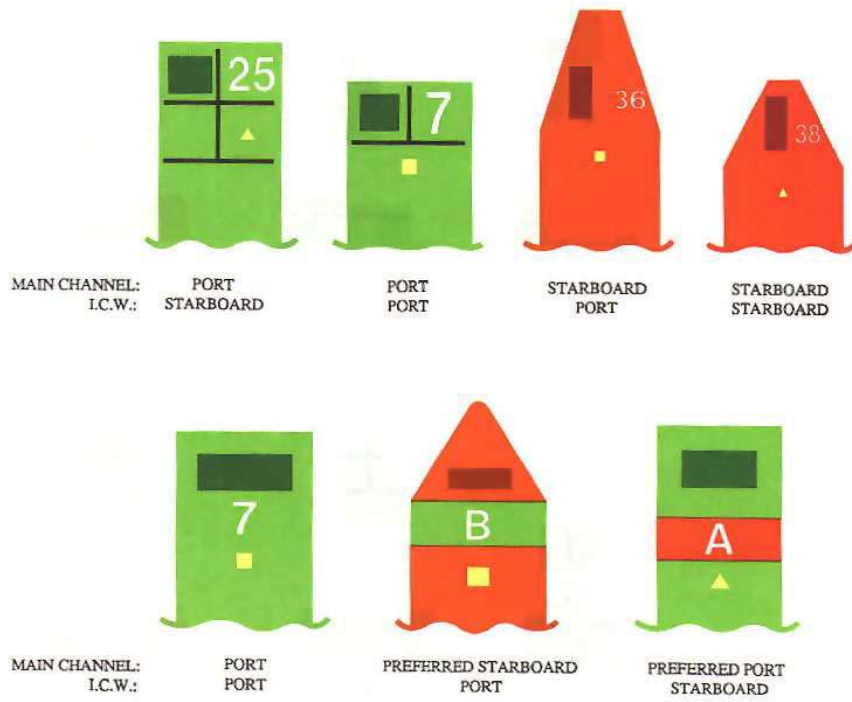 25
7
36
38
MAIN CHANNEL: PORT PORT STARBOARD STARBOARD
I.C.W.: STARBOARD PORT PORT STARBOARD
7
B
A
MAIN CHANNEL: PORT PREFERRED STARBOARD PREFERRED PORT
I.C.W.: PORT PORT STARBOARD